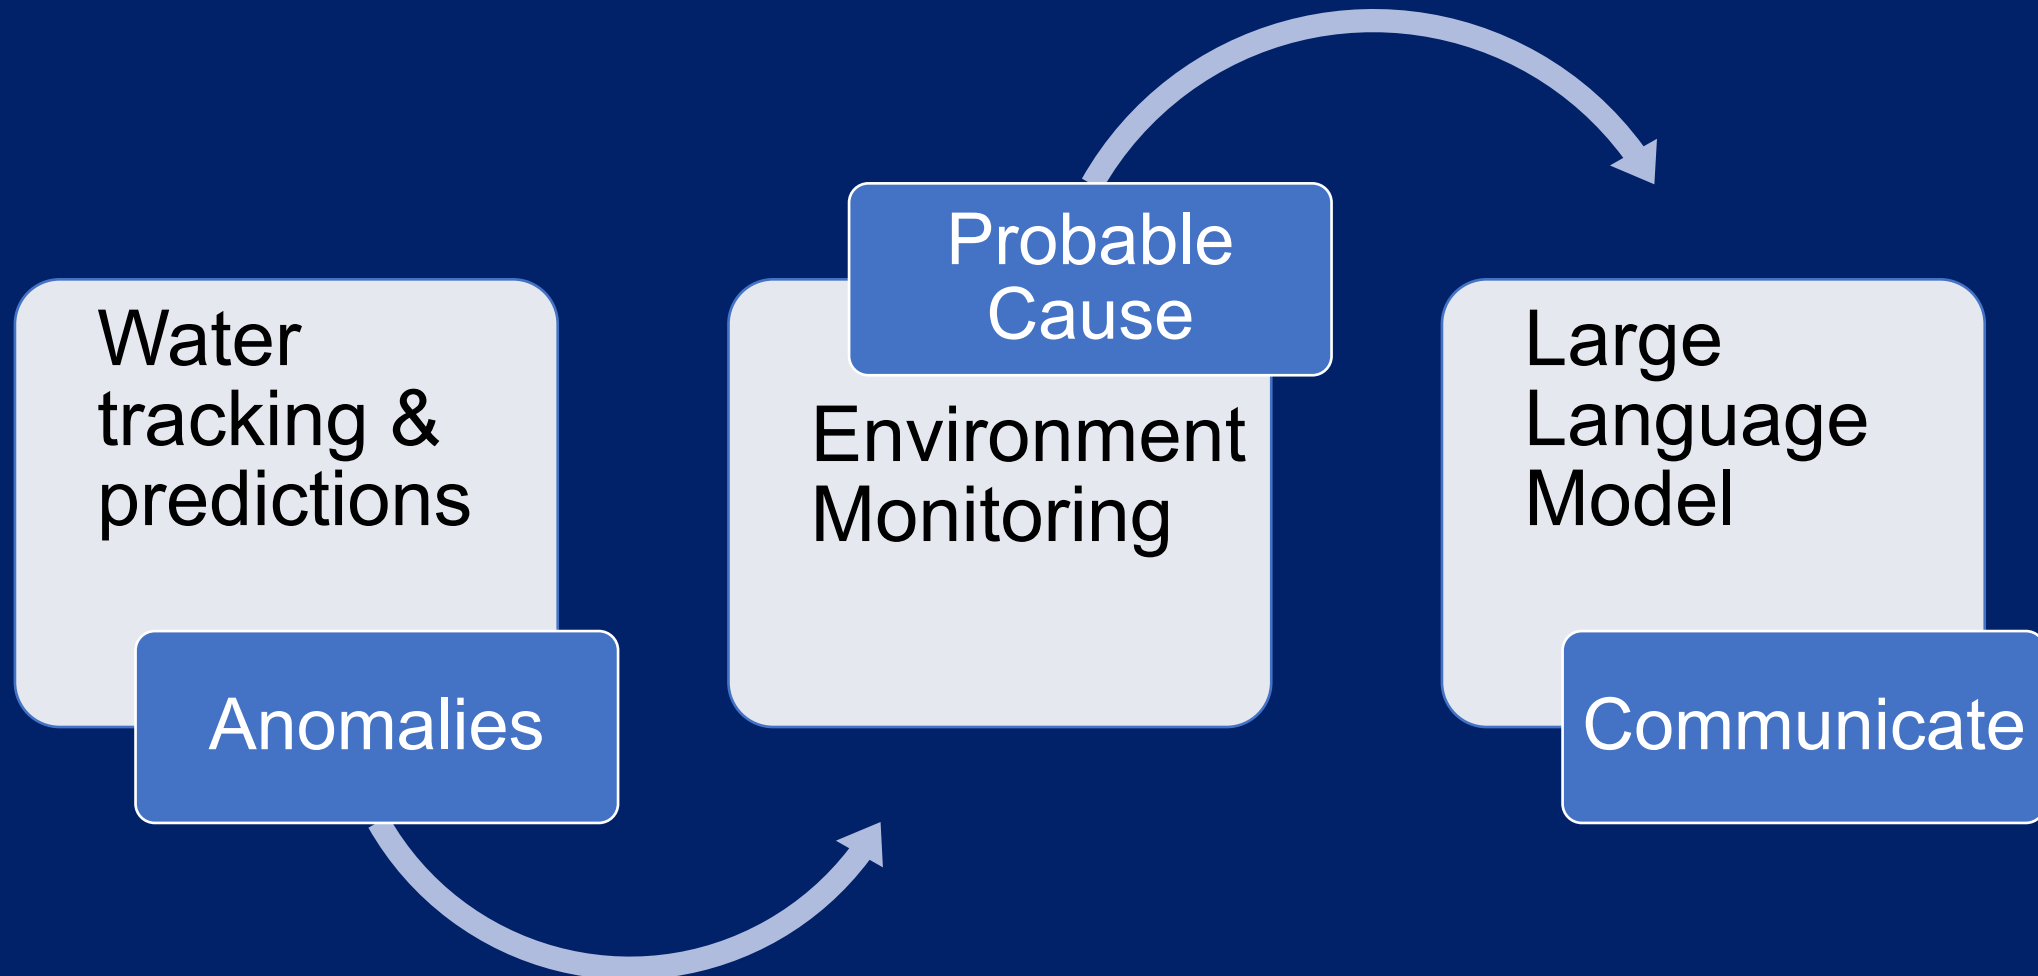 Water
tracking &
predictions
Anomalies
Probable
Cause
Environment
Monitoring
Large
Language
Model
Communicate